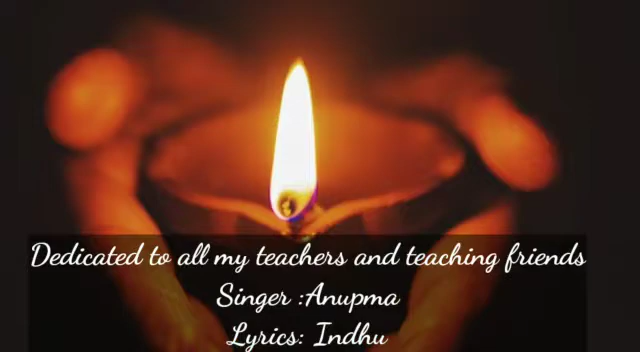 Dedicated to all my teachers and teaching friends
Singer :Anupma
Lyrics: Indhu